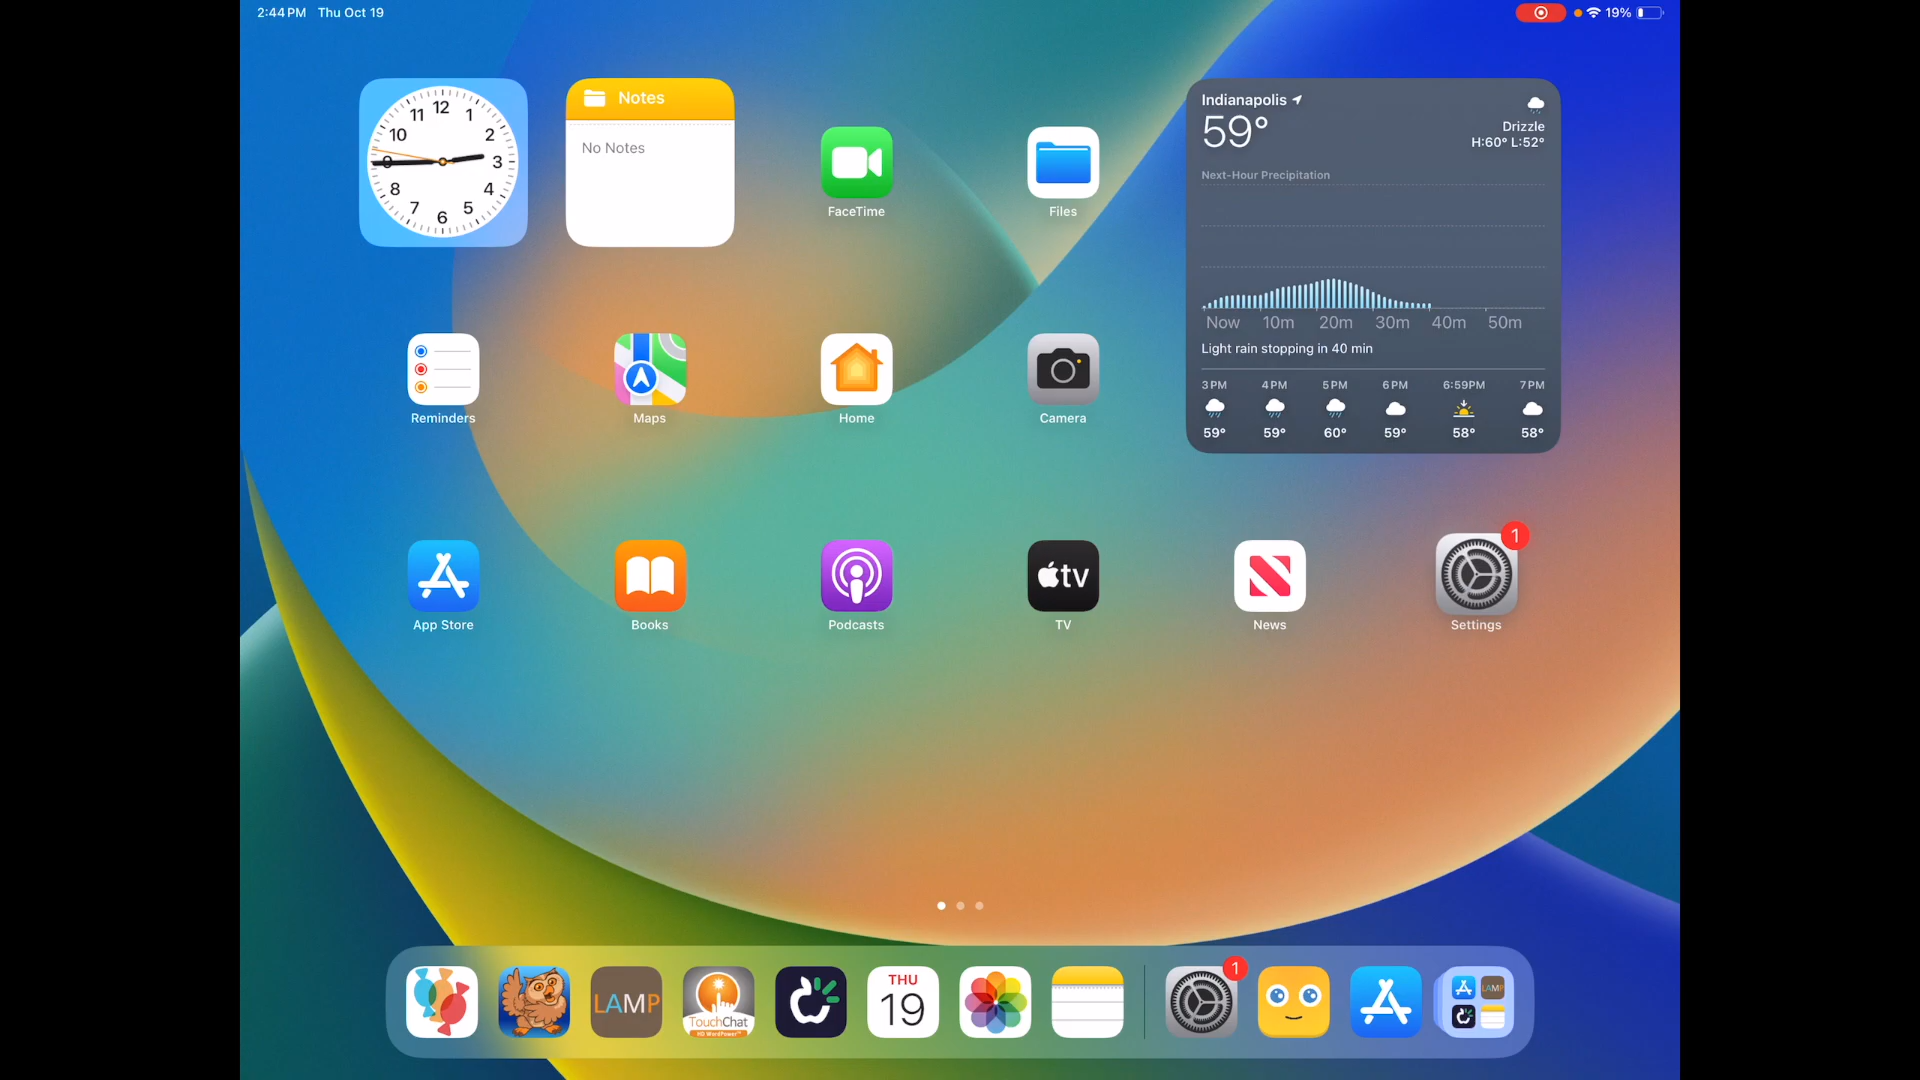 2:44 PM Thu Oct 19
19%
12
1
2
3
4
5
6
7
8
9
10
11
Notes
No Notes
FaceTime
Files
Indianapolis
59°
Drizzle
H:60° L:52°
Next-Hour Precipitation
Now 10m 20m 30m 40m 50m
Light rain stopping in 40 min
3 PM 4 PM 5 PM 6 PM 6:59PM 7 PM
59° 59° 60° 59° 58° 58°
Reminders
Maps
Home
Camera
tv
1
App Store
Books
Podcasts
TV
News
Settings
LAMP
TouchChat
HD WordPower™
THU
19
1
LAMP